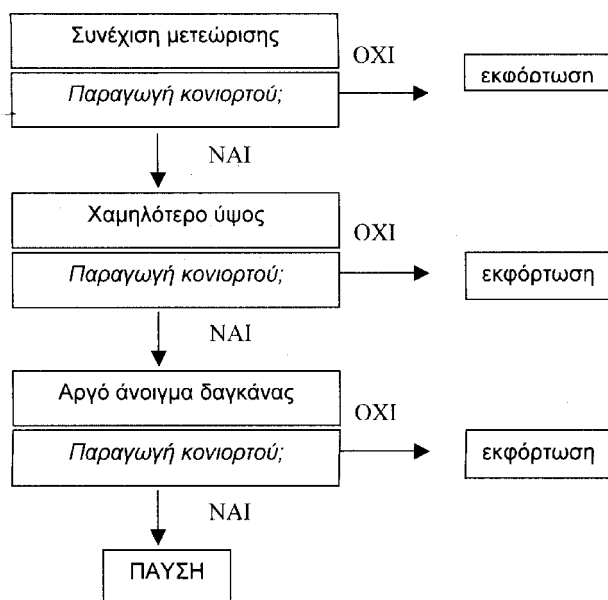 Συνέχιση μετεώρισης
ΟΧΙ
Παραγωγή κονιορτού;
εκφόρτωση
ΝΑΙ
Χαμηλότερο ύψος
ΟΧΙ
Παραγωγή κονιορτού;
εκφόρτωση
ΝΑΙ
Αργό άνοιγμα δαγκάνας
ΟΧΙ
Παραγωγή κονιορτού;
εκφόρτωση
ΝΑΙ
ΠΑΥΣΗ